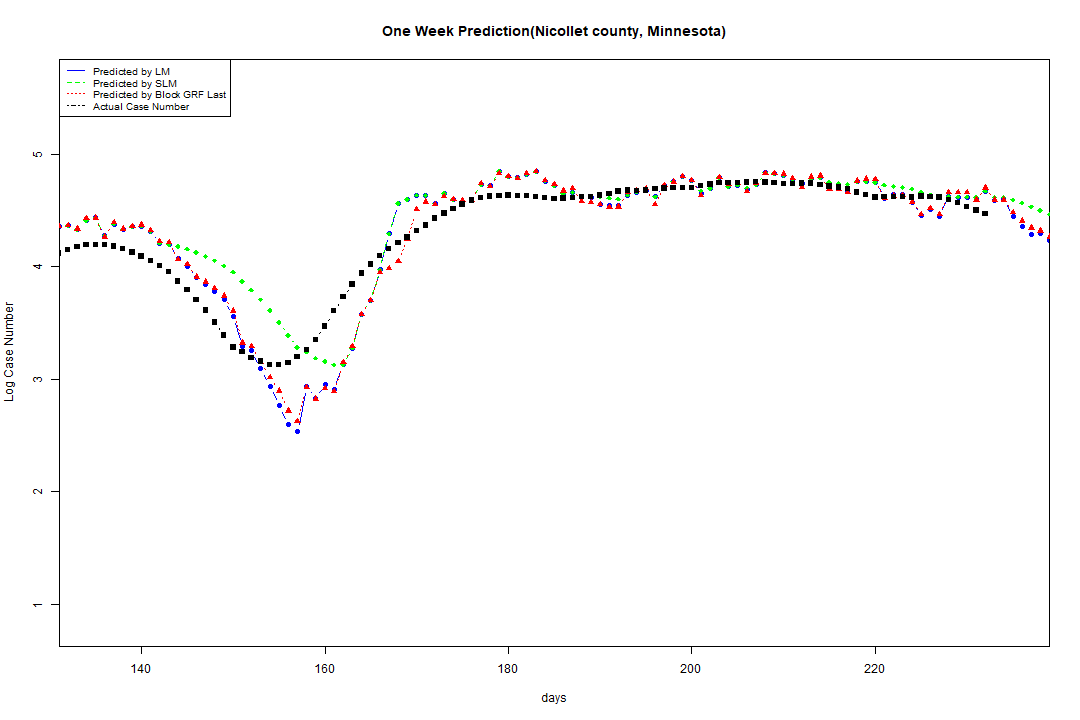 One Week Prediction(Nicollet county, Minnesota)
Predicted by LM
Predicted by SLM
Predicted by Block GRF Last
Actual Case Number
Log Case Number
5
4
3
2
1
140 160 180 200 220
days